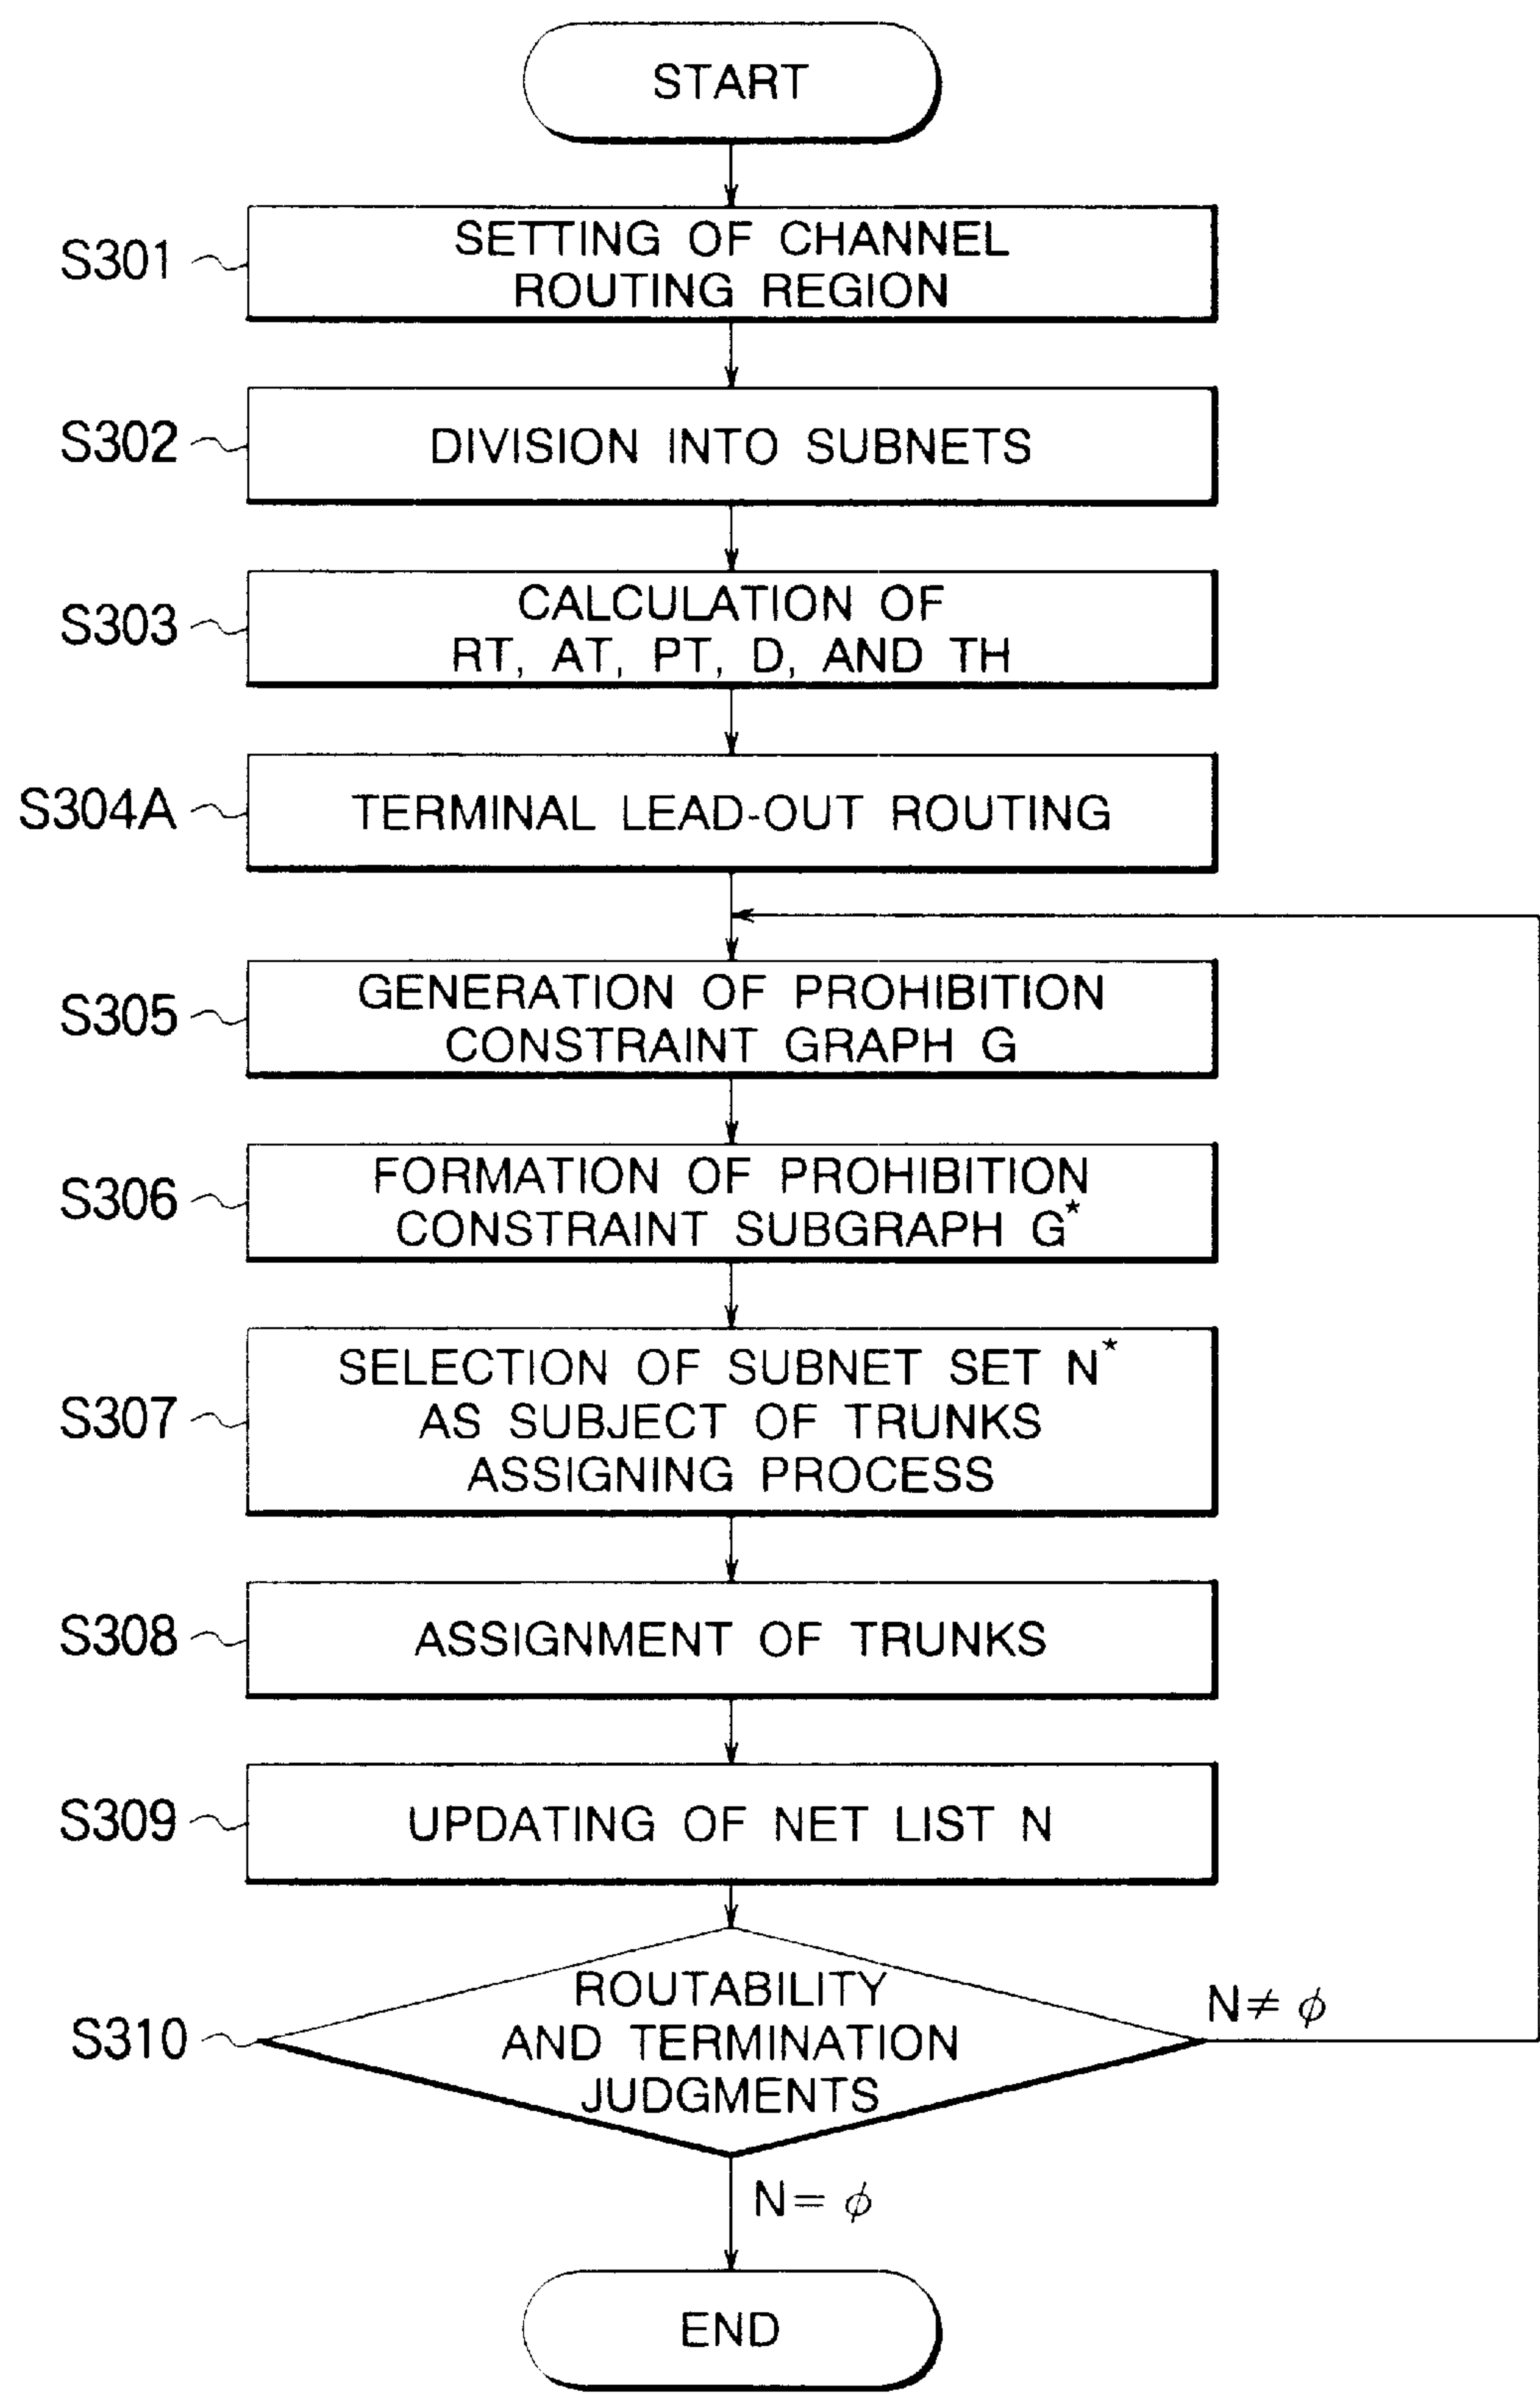 START
S301
SETTING OF CHANNEL
ROUTING REGION
S302
DIVISION INTO SUBNETS
S303
CALCULATION OF
RT, AT, PT, D, AND TH
S304A
TERMINAL LEAD-OUT ROUTING
S305
GENERATION OF PROHIBITION
CONSTRAINT GRAPH G
S306
FORMATION OF PROHIBITION
CONSTRAINT SUBGRAPH G*
S307
SELECTION OF SUBNET SET N*
AS SUBJECT OF TRUNKS
ASSIGNING PROCESS
S308
ASSIGNMENT OF TRUNKS
S309
UPDATING OF NET LIST N
S310
ROUTABILITY
AND TERMINATION
JUDGMENTS
N≠ ϕ
N= ϕ
END